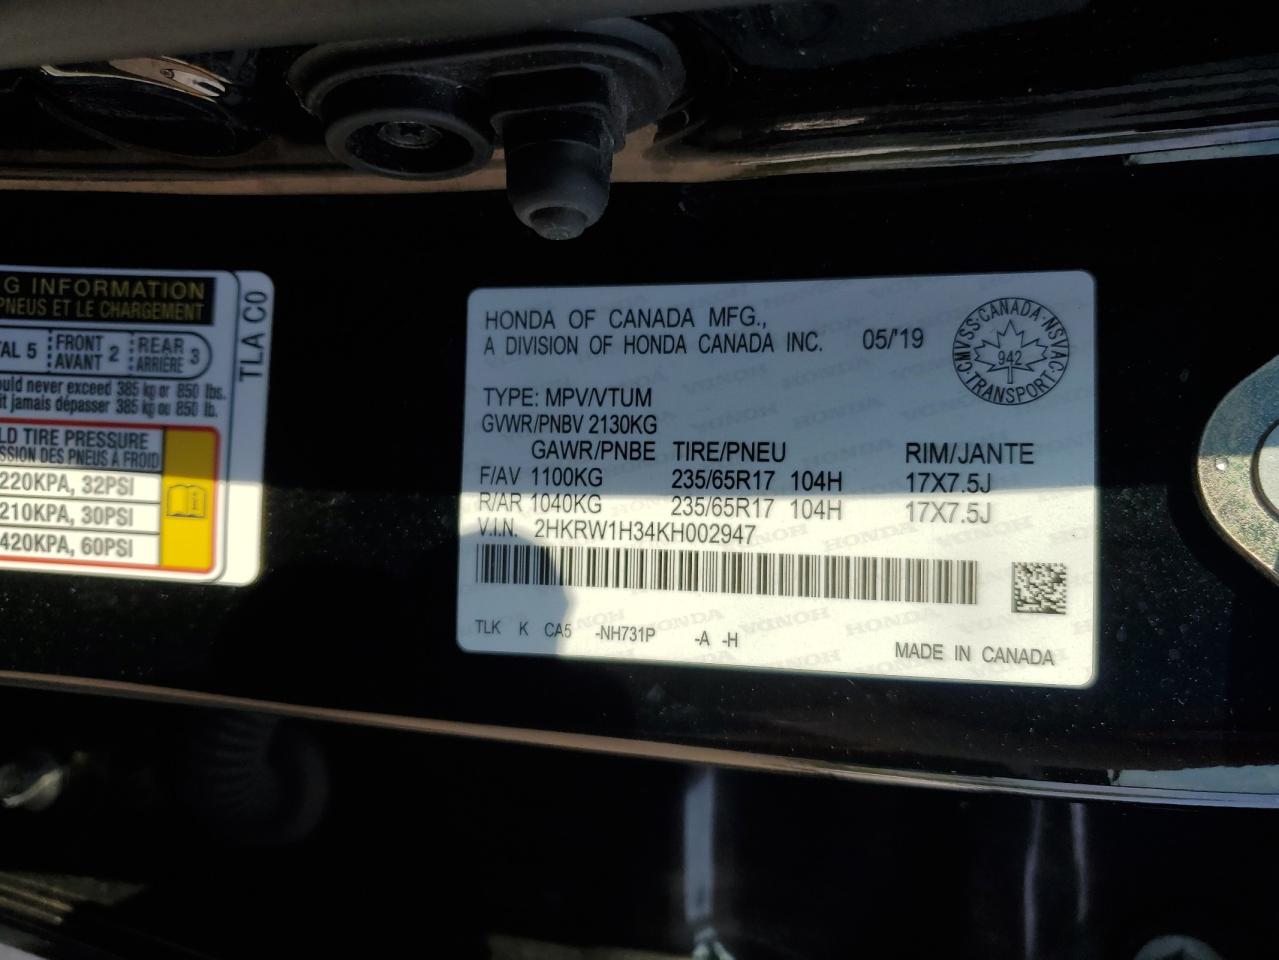 G INFORMATION
PNEUS ET LE CHARGEMENT
TAL 5 FRONT AVANT 2 REAR ARRIÈRE 3
ould never exceed 385 kg or 850 lbs.
it jamais dépasser 385 kg ou 850 lb.
LD TIRE PRESSURE
SSION DES PNEUS A FROID
220KPA, 32PSI
210KPA, 30PSI
420KPA, 60PSI
TLA C0
HONDA OF CANADA MFG.,
A DIVISION OF HONDA CANADA INC. 05/19
CMVSS·CANADA·NSVAC·TRANSPORT·
942
TYPE: MPV/VTUM
GVWR/PNBV 2130KG
GAWR/PNBE TIRE/PNEU RIM/JANTE
F/AV 1100KG 235/65R17 104H 17X7.5J
R/AR 1040KG 235/65R17 104H 17X7.5J
V.I.N. 2HKRW1H34KH002947
TLK K CA5 -NH731P -A -H
MADE IN CANADA